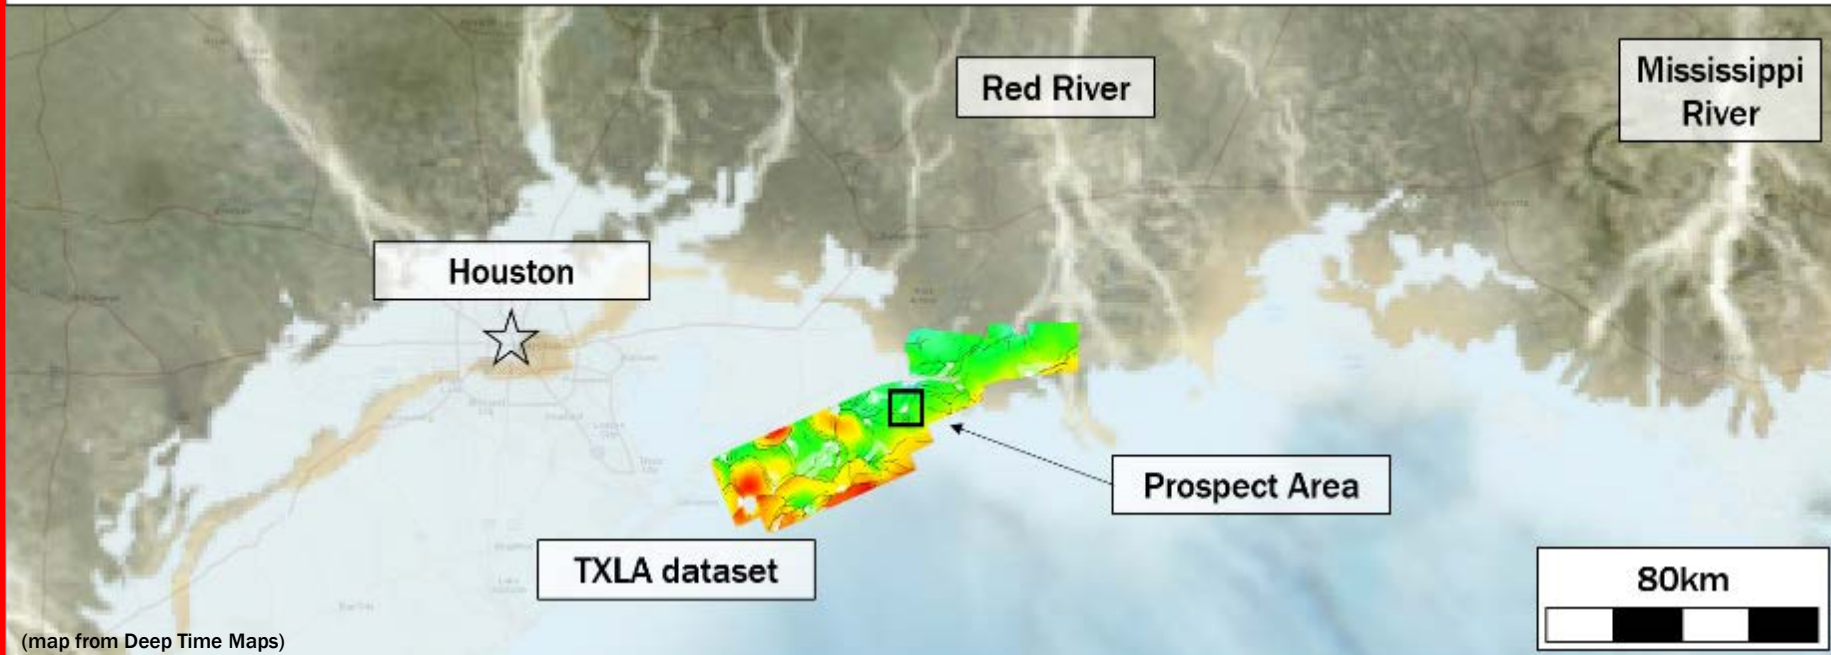 Red River
Mississippi
River
Houston
Prospect Area
TXLA dataset
80km
(map from Deep Time Maps)